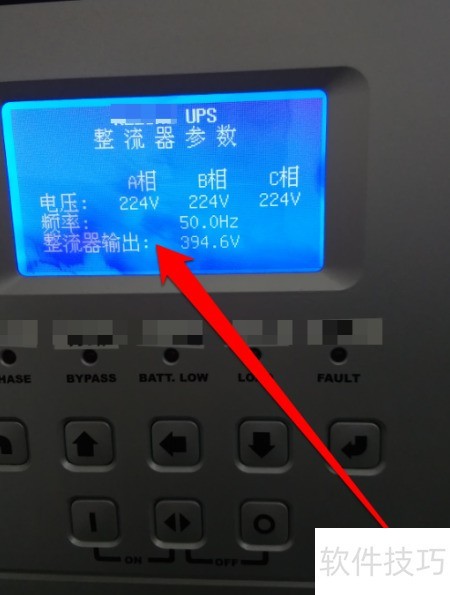 UPS
整流器参数
A相 B相 C相
电压: 224V 224V 224V
频率: 50.0Hz
整流器输出: 394.6V
HASE BYPASS BATT. LOW FAULT
ON OFF
软件技巧